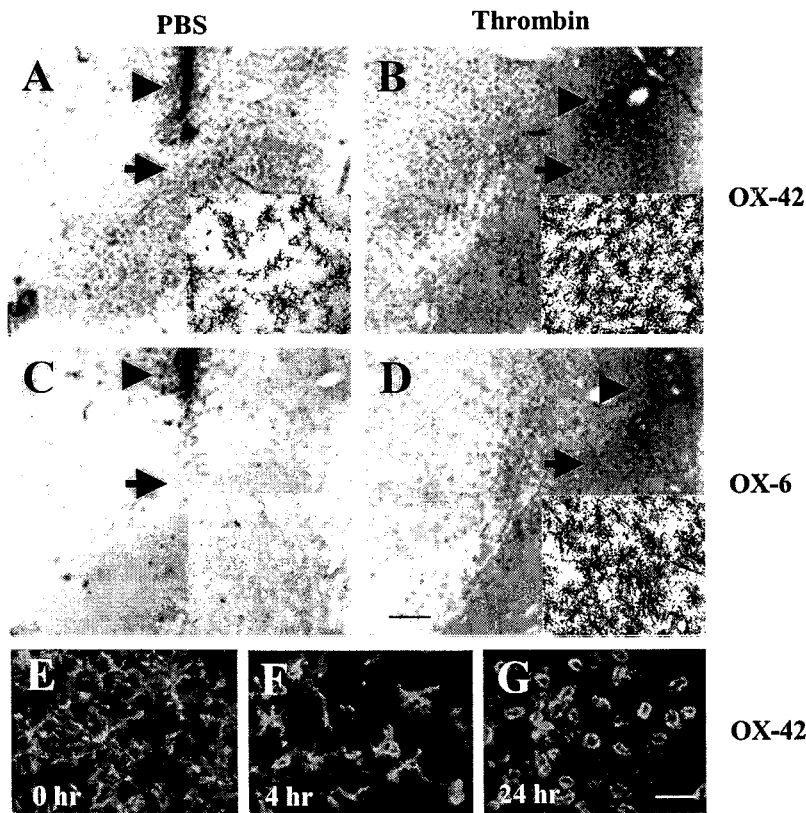 PBS
Thrombin
A
B
OX-42
C
D
OX-6
E
F
G
OX-42
0 hr
4 hr
24 hr